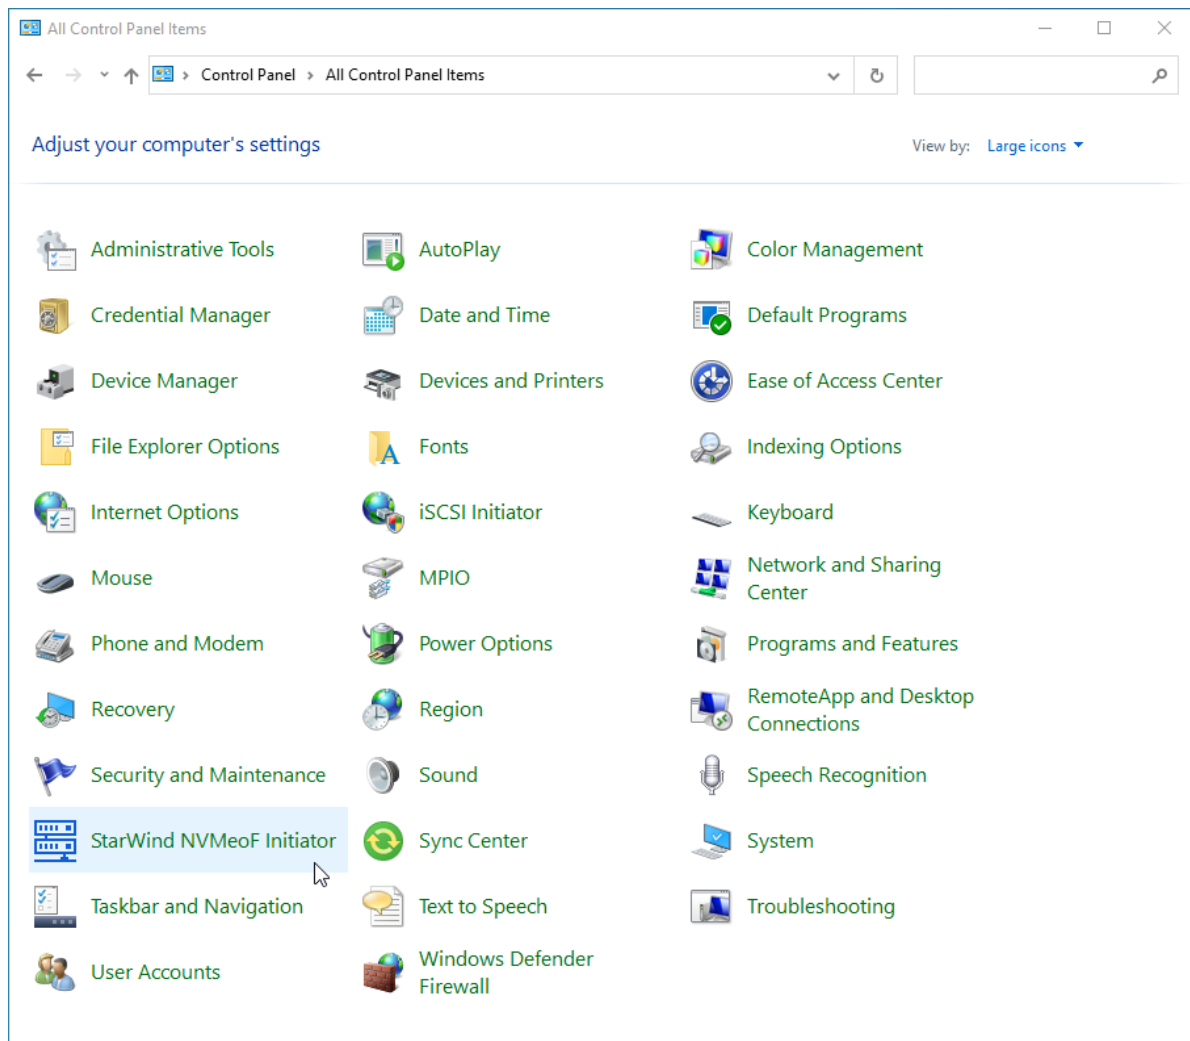 All Control Panel Items
Control Panel > All Control Panel Items
Adjust your computer's settings
View by: Large icons
Administrative Tools
AutoPlay
Color Management
Credential Manager
Date and Time
Default Programs
Device Manager
Devices and Printers
Ease of Access Center
File Explorer Options
Fonts
Indexing Options
Internet Options
iSCSI Initiator
Keyboard
Mouse
MPIO
Network and Sharing
Center
Phone and Modem
Power Options
Programs and Features
Recovery
Region
RemoteApp and Desktop
Connections
Security and Maintenance
Sound
Speech Recognition
StarWind NVMeoF Initiator
Sync Center
System
Taskbar and Navigation
Text to Speech
Troubleshooting
User Accounts
Windows Defender
Firewall